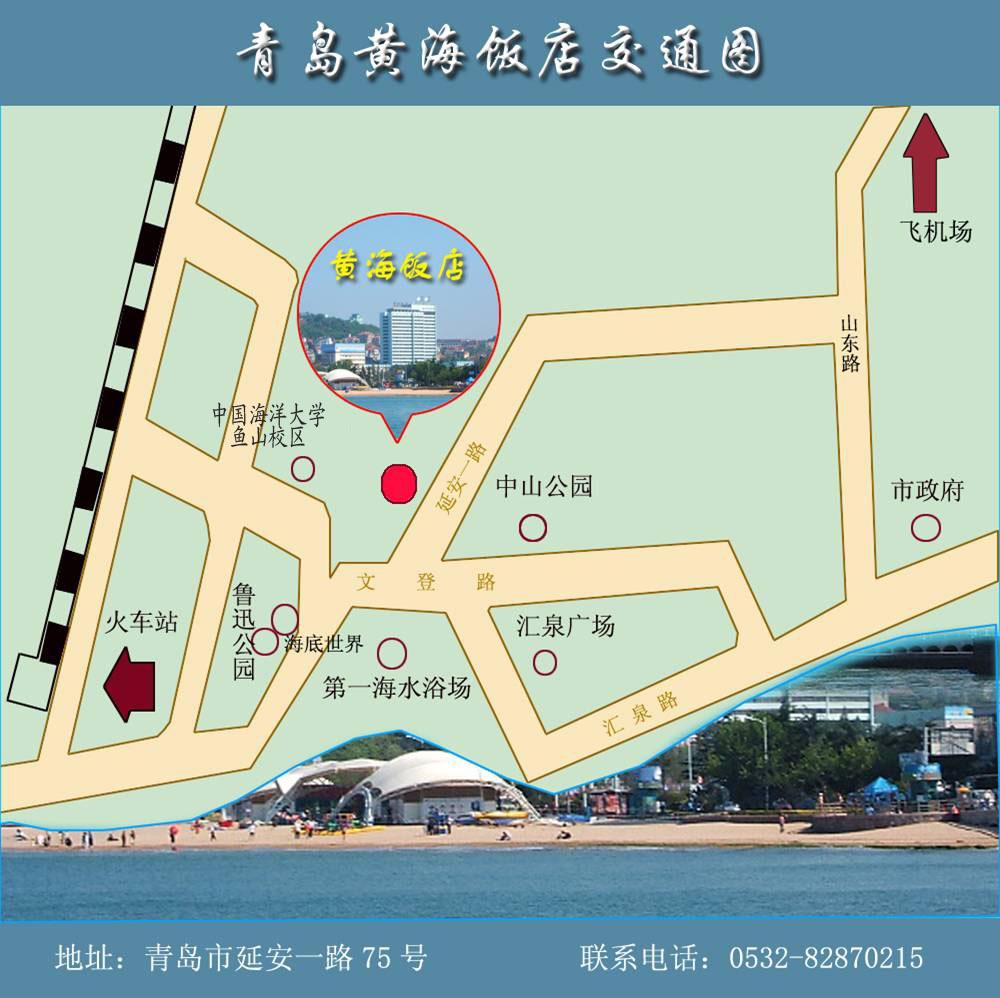 青岛黄海饭店交通图
飞机场
黄海饭店
山东路
中国海洋大学
鱼山校区
延安一路
中山公园
市政府
文登路
鲁迅公园
火车站
海底世界
汇泉广场
第一海水浴场
汇泉路
地址：青岛市延安一路 75 号
联系电话：0532-82870215